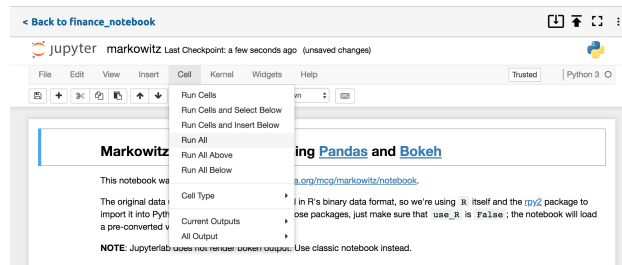 < Back to finance_notebook
jupyter markowitz Last Checkpoint: a few seconds ago (unsaved changes)
File Edit View Insert Cell Kernel Widgets Help Trusted Python 3
Run Cells
Run Cells and Select Below
Run Cells and Insert Below
Run All
Run All Above
Run All Below
Cell Type
Current Outputs
All Output
wn
Markowitz ing Pandas and Bokeh
This notebook wa a.org/mcg/markowitz/notebook.
The original data d in R's binary data format, so we're using R itself and the rpy2 package to
import it into Pyth ose packages, just make sure that use_R is False ; the notebook will load
a pre-converted v
NOTE: Jupyterlab does not render bokeh output. Use classic notebook instead.